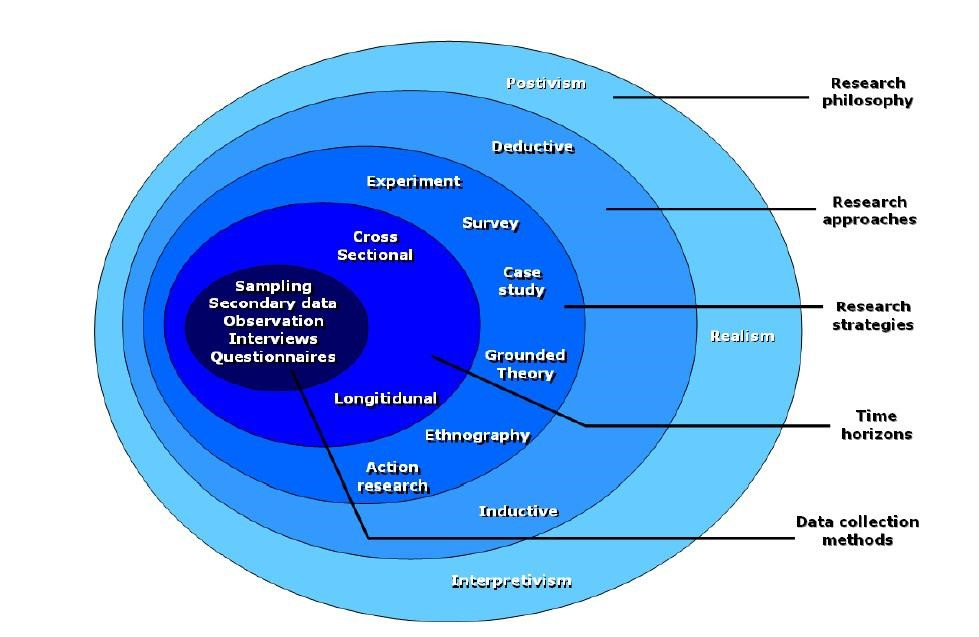 Postivism
Research
philosophy
Deductive
Experiment
Research
approaches
Survey
Cross
Sectional
Case
study
Sampling
Secondary data
Observation
Interviews
Questionnaires
Research
strategies
Realism
Grounded
Theory
Longitidunal
Time
horizons
Ethnography
Action
research
Inductive
Data collection
methods
Interpretivism